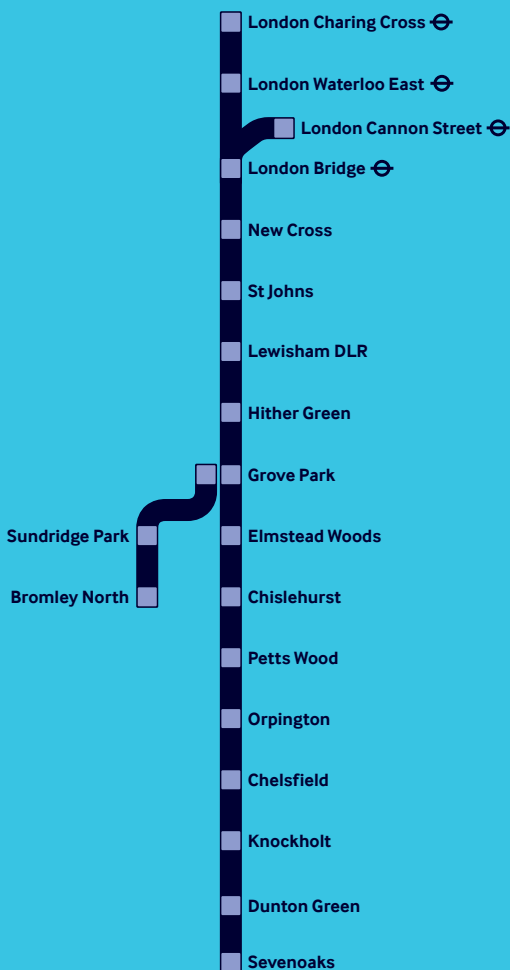 London Charing Cross
London Waterloo East
London Cannon Street
London Bridge
New Cross
St Johns
Lewisham DLR
Hither Green
Grove Park
Sundridge Park
Elmstead Woods
Bromley North
Chislehurst
Petts Wood
Orpington
Chelsfield
Knockholt
Dunton Green
Sevenoaks